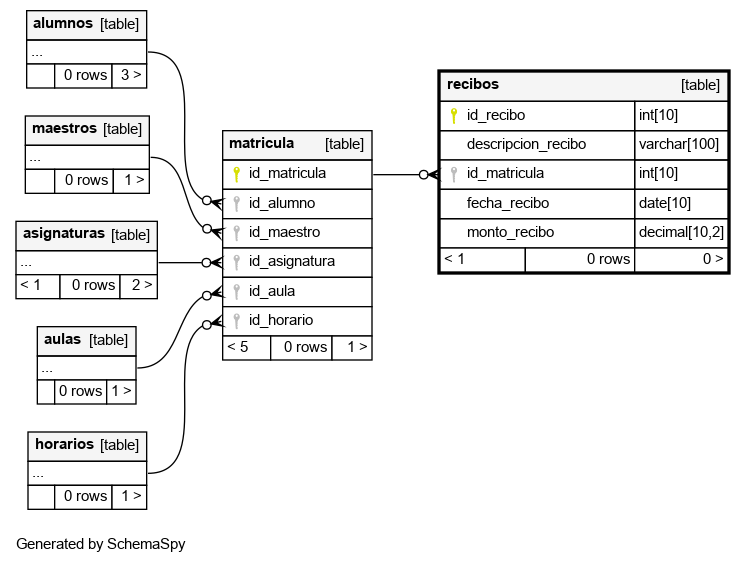 alumnos [table]
...
0 rows 3 >
maestros [table]
...
0 rows 1 >
asignaturas [table]
...
< 1 0 rows 2 >
aulas [table]
...
0 rows 1 >
horarios [table]
...
0 rows 1 >
matricula [table]
id_matricula
id_alumno
id_maestro
id_asignatura
id_aula
id_horario
< 5 0 rows 1 >
recibos [table]
id_recibo int[10]
descripcion_recibo varchar[100]
id_matricula int[10]
fecha_recibo date[10]
monto_recibo decimal[10,2]
< 1 0 rows 0 >
Generated by SchemaSpy